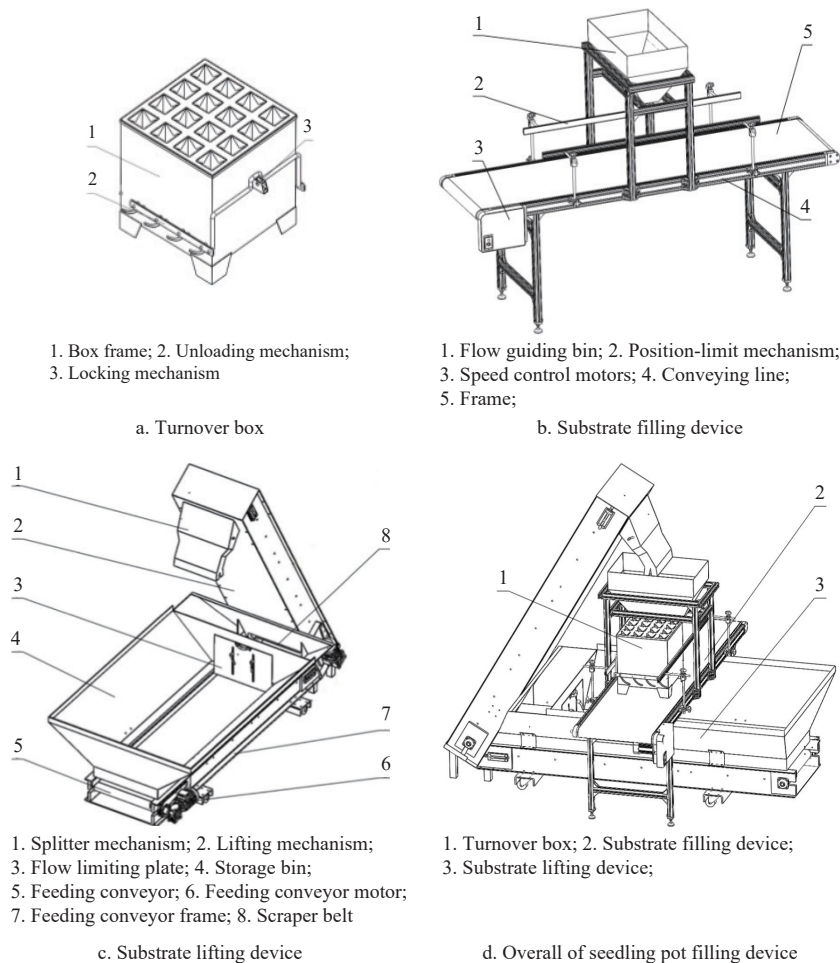 1
2
3
1. Box frame; 2. Unloading mechanism;
3. Locking mechanism
a. Turnover box
1
2
3
4
5
1. Flow guiding bin; 2. Position-limit mechanism;
3. Speed control motors; 4. Conveying line;
5. Frame;
b. Substrate filling device
1
2
3
4
5
6
7
8
1. Splitter mechanism; 2. Lifting mechanism;
3. Flow limiting plate; 4. Storage bin;
5. Feeding conveyor; 6. Feeding conveyor motor;
7. Feeding conveyor frame; 8. Scraper belt
c. Substrate lifting device
1
2
3
1. Turnover box; 2. Substrate filling device;
3. Substrate lifting device;
d. Overall of seedling pot filling device